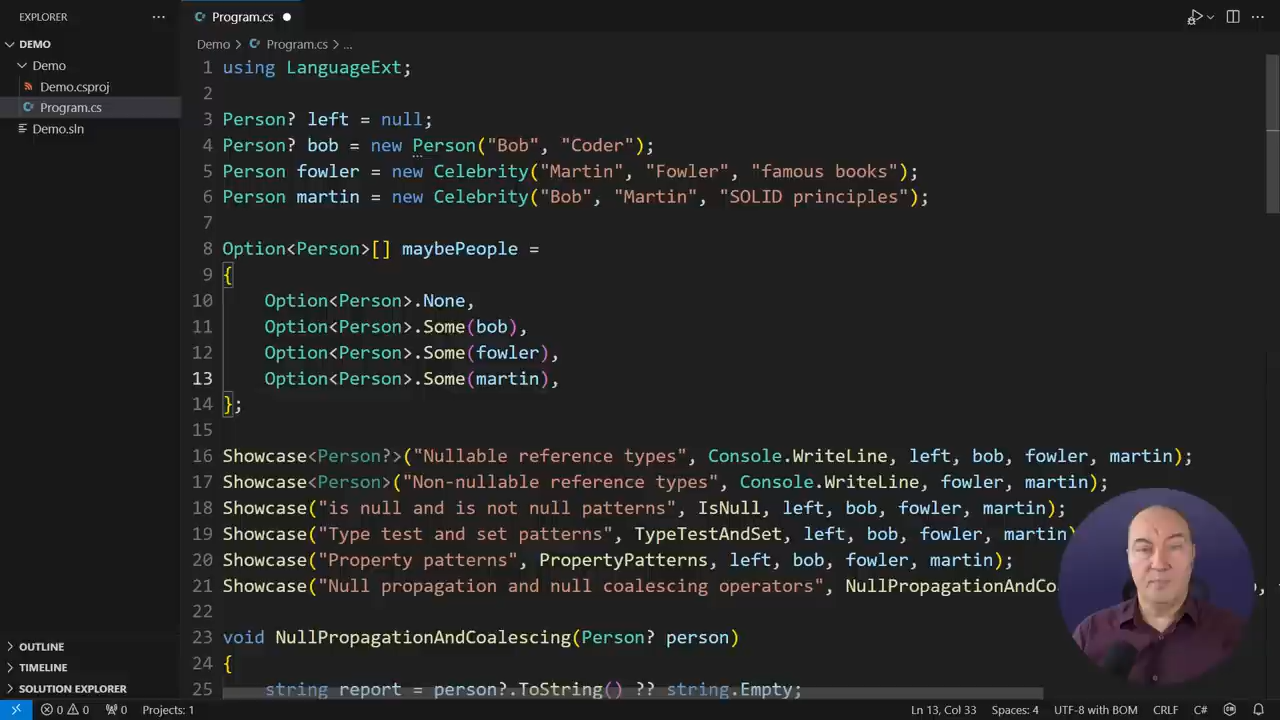 EXPLORER
Program.cs
DEMO
Demo
Demo.csproj
Program.cs
Demo.sln
OUTLINE
TIMELINE
SOLUTION EXPLORER
Demo > Program.cs > ...
1 using LanguageExt;
2
3 Person? left = null;
4 Person? bob = new Person("Bob", "Coder");
5 Person fowler = new Celebrity("Martin", "Fowler", "famous books");
6 Person martin = new Celebrity("Bob", "Martin", "SOLID principles");
7
8 Option<Person>[] maybePeople =
9 {
10 Option<Person>.None,
11 Option<Person>.Some(bob),
12 Option<Person>.Some(fowler),
13 Option<Person>.Some(martin),
14 };
15
16 Showcase<Person?>("Nullable reference types", Console.WriteLine, left, bob, fowler, martin);
17 Showcase<Person>("Non-nullable reference types", Console.WriteLine, fowler, martin);
18 Showcase("is null and is not null patterns", IsNull, left, bob, fowler, martin);
19 Showcase("Type test and set patterns", TypeTestAndSet, left, bob, fowler, martin)
20 Showcase("Property patterns", PropertyPatterns, left, bob, fowler, martin);
21 Showcase("Null propagation and null coalescing operators", NullPropagationAndCo
22
23 void NullPropagationAndCoalescing(Person? person)
24 {
25 string report = person?.ToString() ?? string.Empty;
0 0 0 Projects: 1 Ln 13, Col 33 Spaces: 4 UTF-8 with BOM CRLF C#